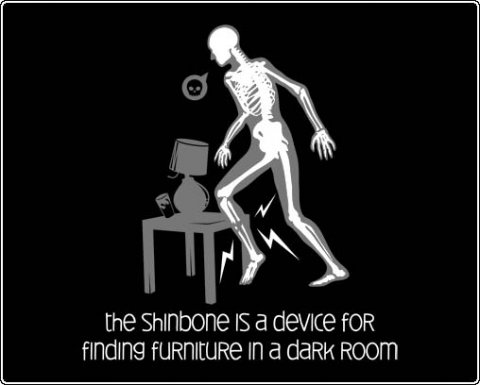 the Shinbone is a device for
finding furniture in a dark room